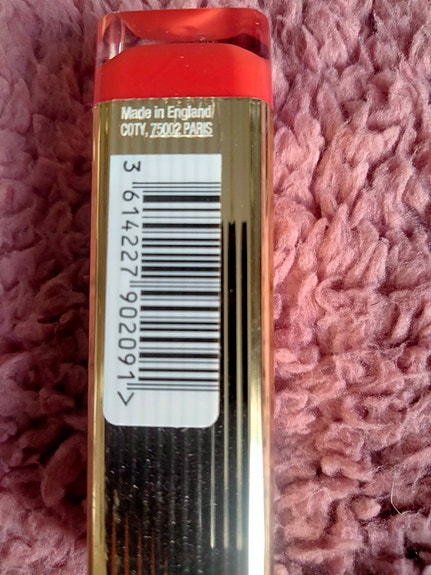 Made in England
COTY, 75002 PARIS
3 614227 902091 >